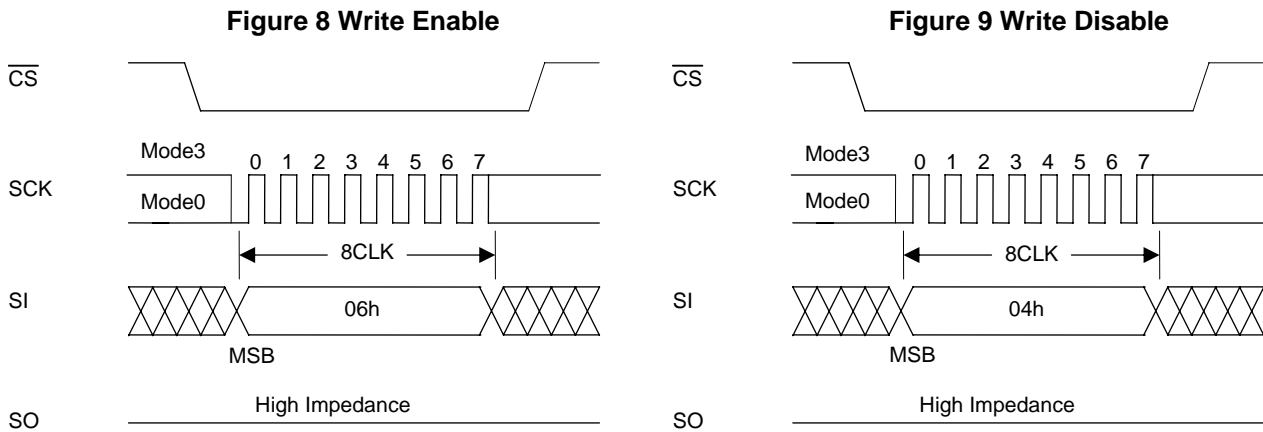 Figure 8 Write Enable
CS
Mode3
0 1 2 3 4 5 6 7
SCK
Mode0
8CLK
SI
06h
MSB
High Impedance
SO
Figure 9 Write Disable
CS
Mode3
0 1 2 3 4 5 6 7
SCK
Mode0
8CLK
SI
04h
MSB
High Impedance
SO